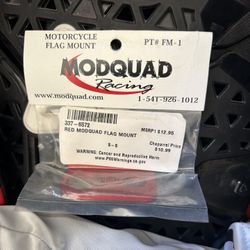 MOTORCYCLE
FLAG MOUNT
PT# FM-1
MODQUAD
Racing
www.modquad.com
1-541-926-1012
337-6572
MSRP: $12.95
RED MODQUAD FLAG MOUNT
S-5
Chaparral Price
$10.99
WARNING: Cancer and Reproductive Harm
www.P65Warnings.ca.gov